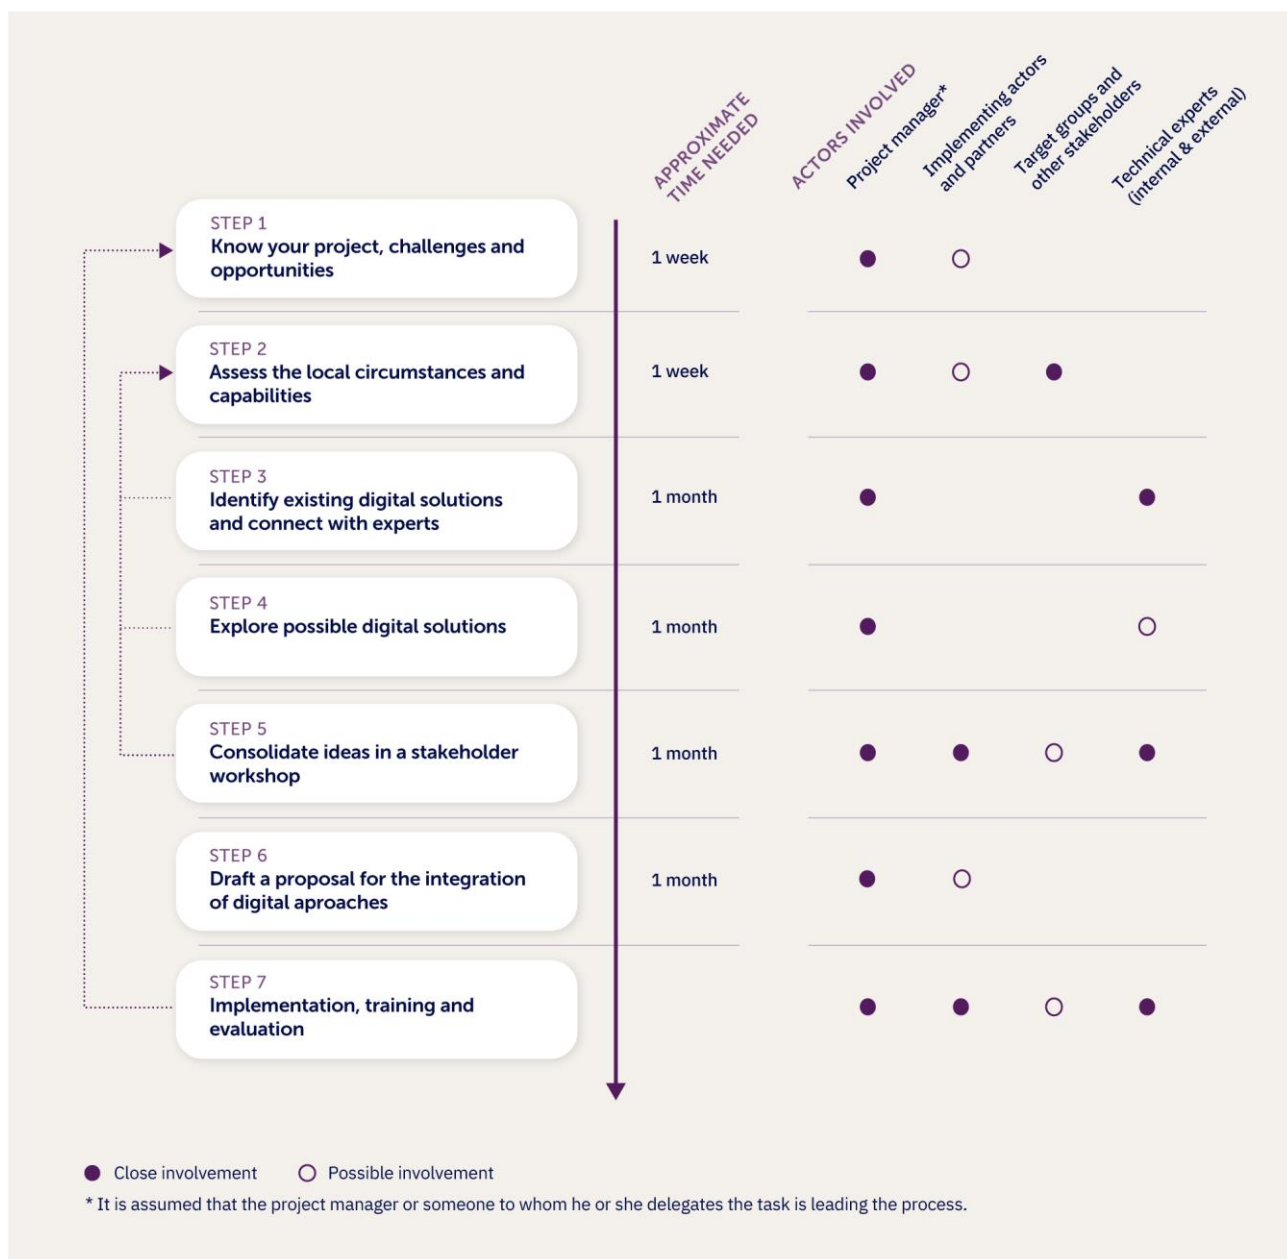 APPROXIMATE
TIME NEEDED
ACTORS INVOLVED
Project manager*
Implementing actors
and partners
Target groups and
other stakeholders
Technical experts
(internal & external)
STEP 1
Know your project, challenges and
opportunities
1 week
STEP 2
Assess the local circumstances and
capabilities
1 week
STEP 3
Identify existing digital solutions
and connect with experts
1 month
STEP 4
Explore possible digital solutions
1 month
STEP 5
Consolidate ideas in a stakeholder
workshop
1 month
STEP 6
Draft a proposal for the integration
of digital aproaches
1 month
STEP 7
Implementation, training and
evaluation
Close involvement
Possible involvement
* It is assumed that the project manager or someone to whom he or she delegates the task is leading the process.